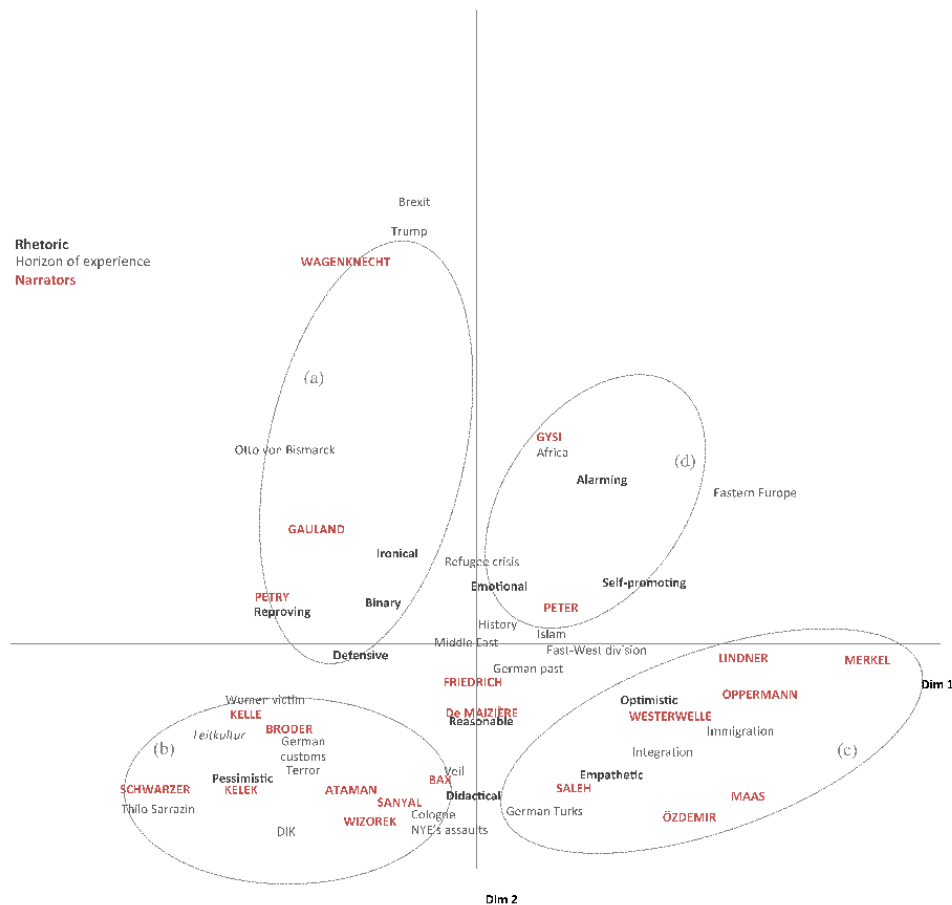 Brexit
Trump
Rhetoric
Horizon of experience
Narrators
WAGENKNECHT
(a)
GYSI
Africa
Otto von Bismarck
(d)
Alarming
Eastern Europe
GAULAND
Ironical
Refugee crisis
Emotional
Self-promoting
PETRY
Reproving
Binary
PETER
History
Islam
Middle East
East-West division
Defensive
LINDNER
MERKEL
German past
FRIEDRICH
Dim 1
OPPERMANN
Optimistic
Women victim
KELLE
De MAIZIÈRE
Reasonable
WESTERWELLE
BRODER
Immigration
Leitkultur
German
customs
(b)
Integration
(c)
Terror
Veil
Pessimistic
BAX
Empathetic
SCHWARZER
KELEK
ATAMAN
SALEH
Didactical
MAAS
SANYAL
Thilo Sarrazin
German Turks
Cologne
NYE's assaults
WIZOREK
ÖZDEMIR
DIK
Dim 2